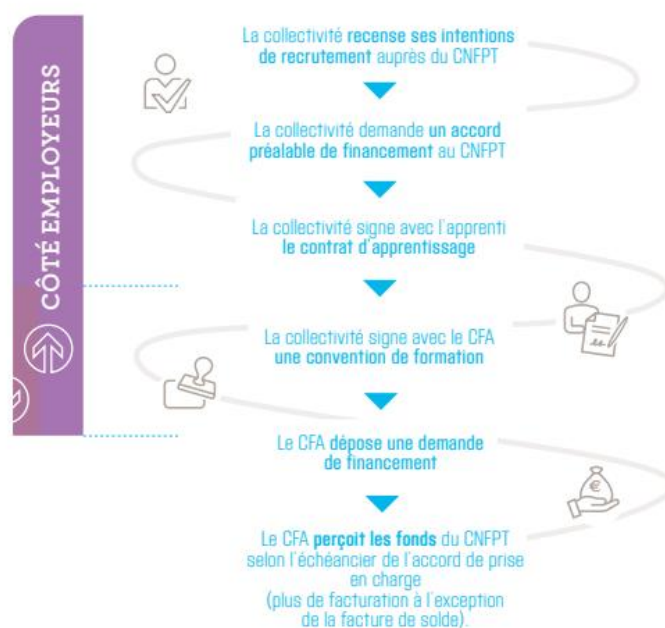 CÔTÉ EMPLOYEURS
La collectivité recense ses intentions
de recrutement auprès du CNFPT
La collectivité demande un accord
préalable de financement au CNFPT
La collectivité signe avec l'apprenti
le contrat d'apprentissage
La collectivité signe avec le CFA
une convention de formation
Le CFA dépose une demande
de financement
Le CFA perçoit les fonds du CNFPT
selon l'échéancier de l'accord de prise
en charge
(plus de facturation à l'exception
de la facture de solde).